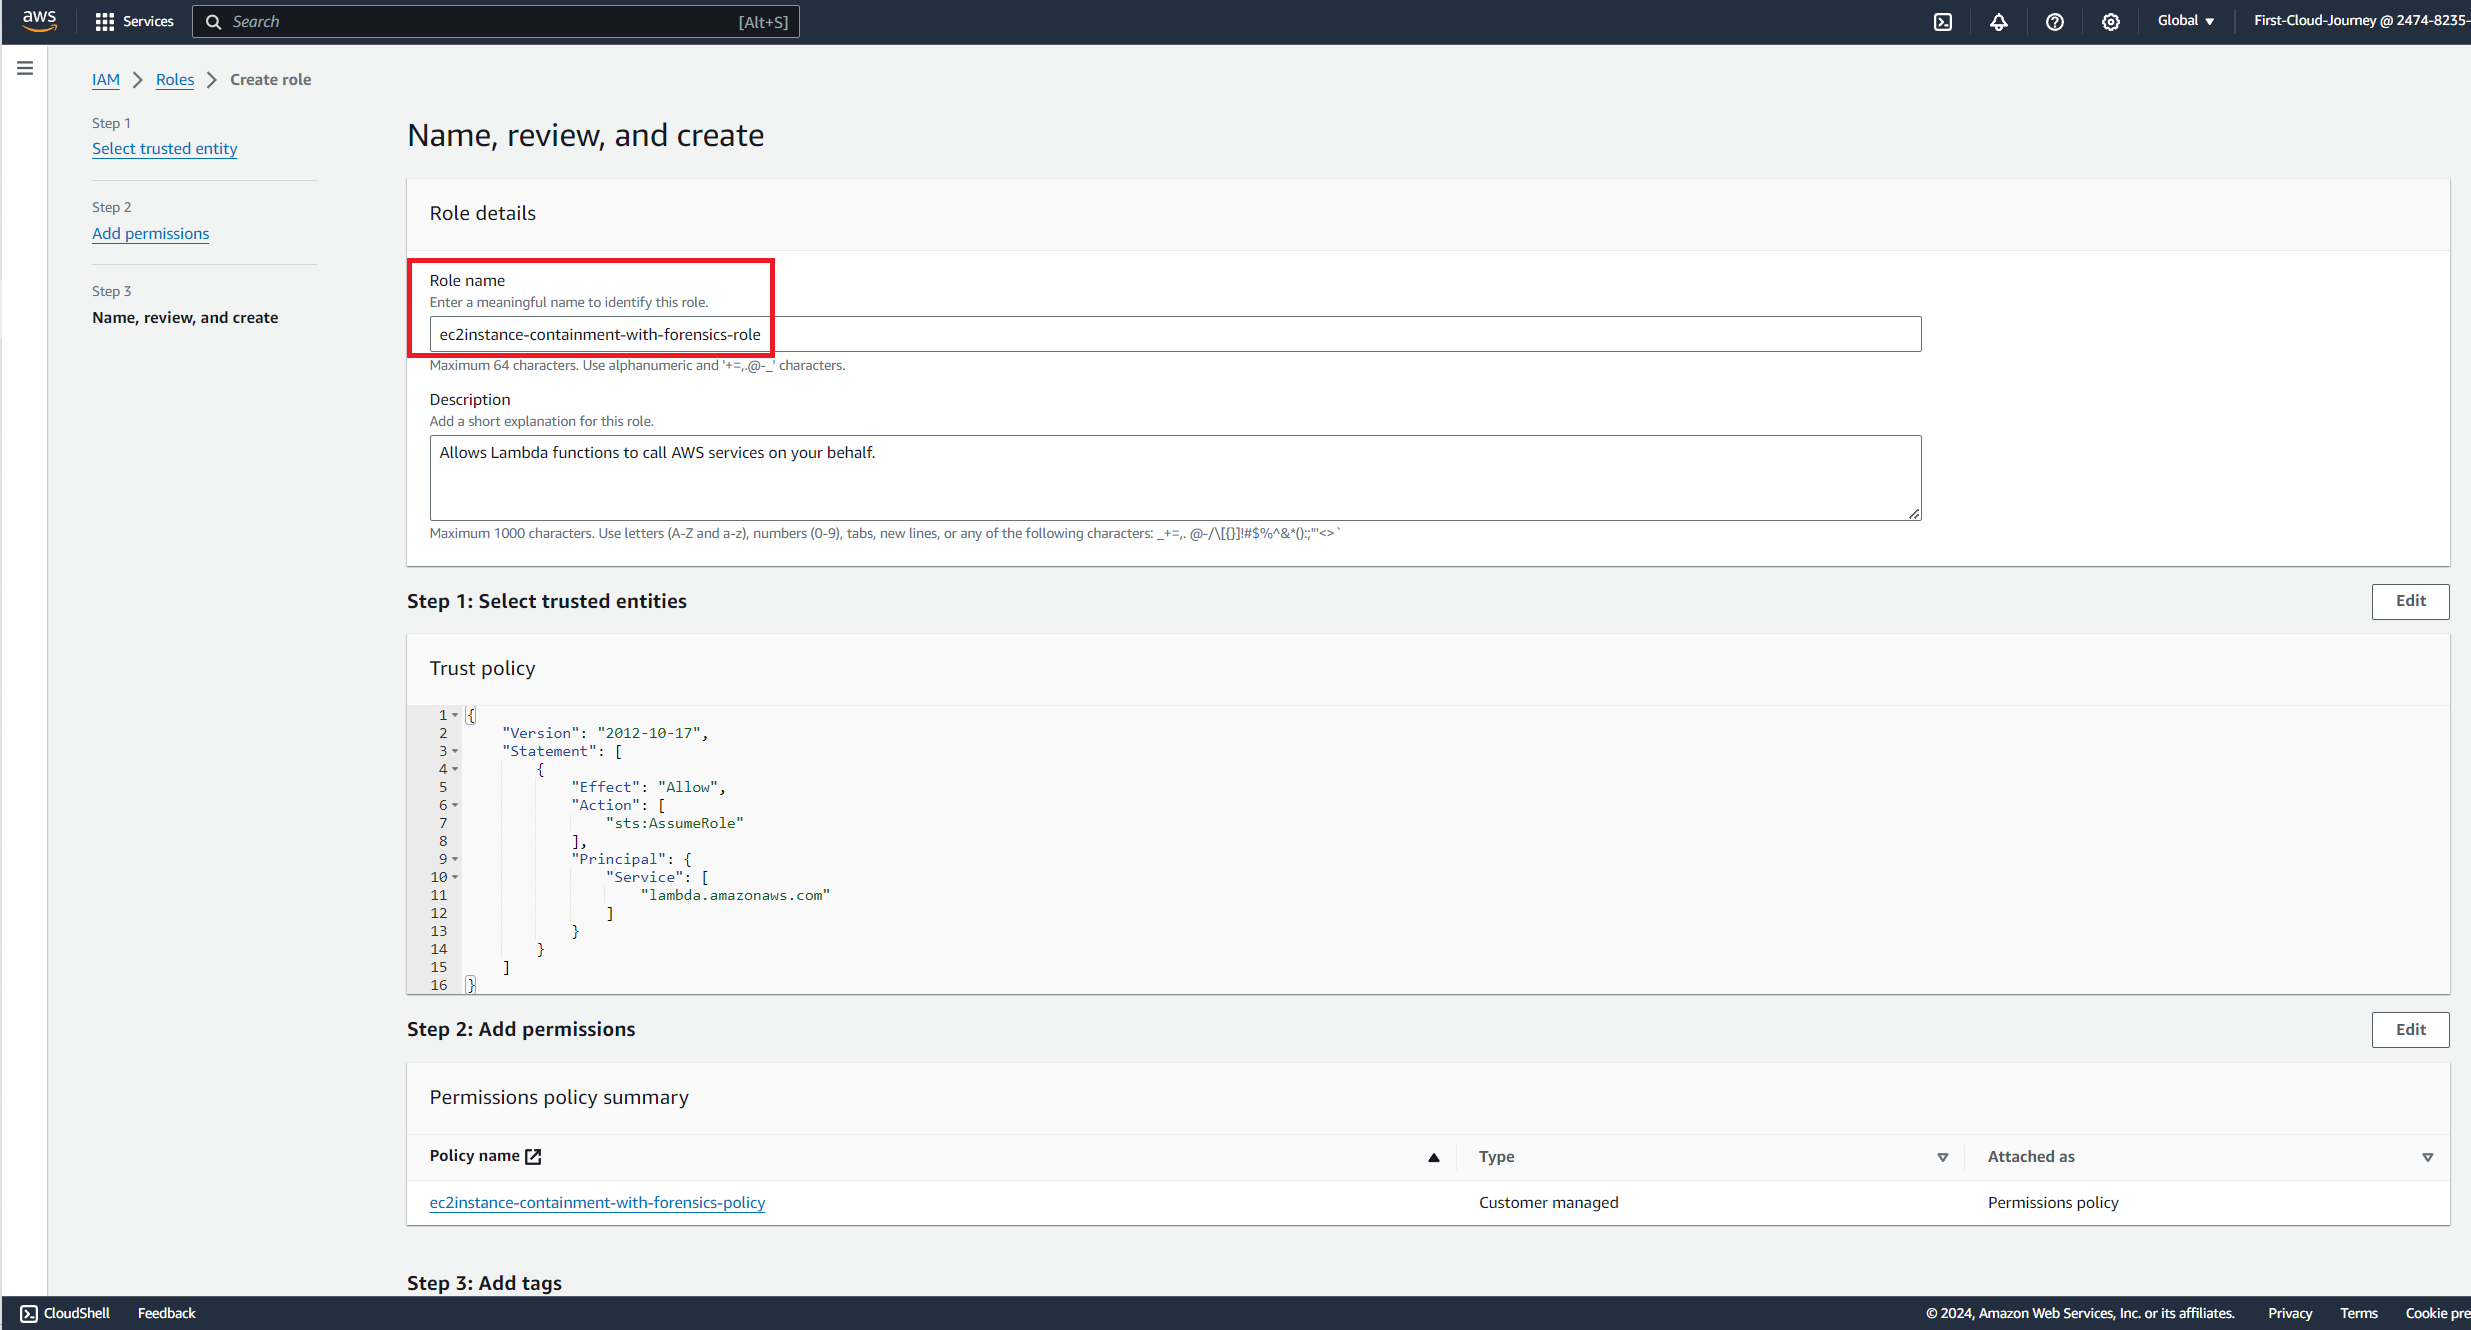 aws
Services
Search
[Alt+S]
Global
First-Cloud-Journey @ 2474-8235-
IAM
Roles
Create role
Step 1
Select trusted entity
Step 2
Add permissions
Step 3
Name, review, and create
Name, review, and create
Role details
Role name
Enter a meaningful name to identify this role.
ec2instance-containment-with-forensics-role
Maximum 64 characters. Use alphanumeric and '+=,.@-_' characters.
Description
Add a short explanation for this role.
Allows Lambda functions to call AWS services on your behalf.
Maximum 1000 characters. Use letters (A-Z and a-z), numbers (0-9), tabs, new lines, or any of the following characters: _+=,. @-/\[{}]!#$%^&*();:"'<>`
Step 1: Select trusted entities
Edit
Trust policy
1 {
2 "Version": "2012-10-17",
3 "Statement": [
4 {
5 "Effect": "Allow",
6 "Action": [
7 "sts:AssumeRole"
8 ],
9 "Principal": {
10 "Service": [
11 "lambda.amazonaws.com"
12 ]
13 }
14 }
15 ]
16 }
Step 2: Add permissions
Edit
Permissions policy summary
Policy name
Type
Attached as
ec2instance-containment-with-forensics-policy
Customer managed
Permissions policy
Step 3: Add tags
CloudShell
Feedback
© 2024, Amazon Web Services, Inc. or its affiliates.
Privacy
Terms
Cookie pre